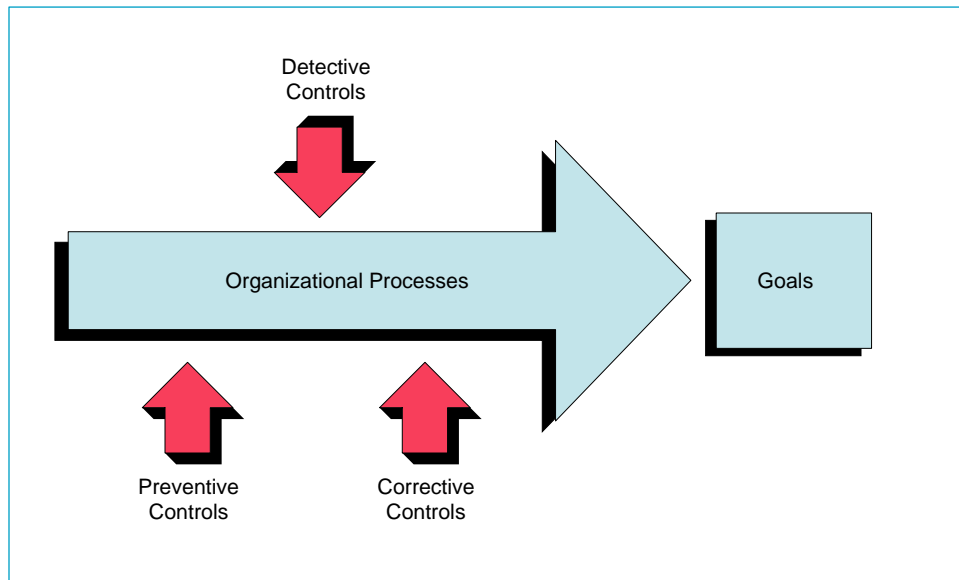 Detective
Controls
Organizational Processes
Goals
Preventive
Controls
Corrective
Controls